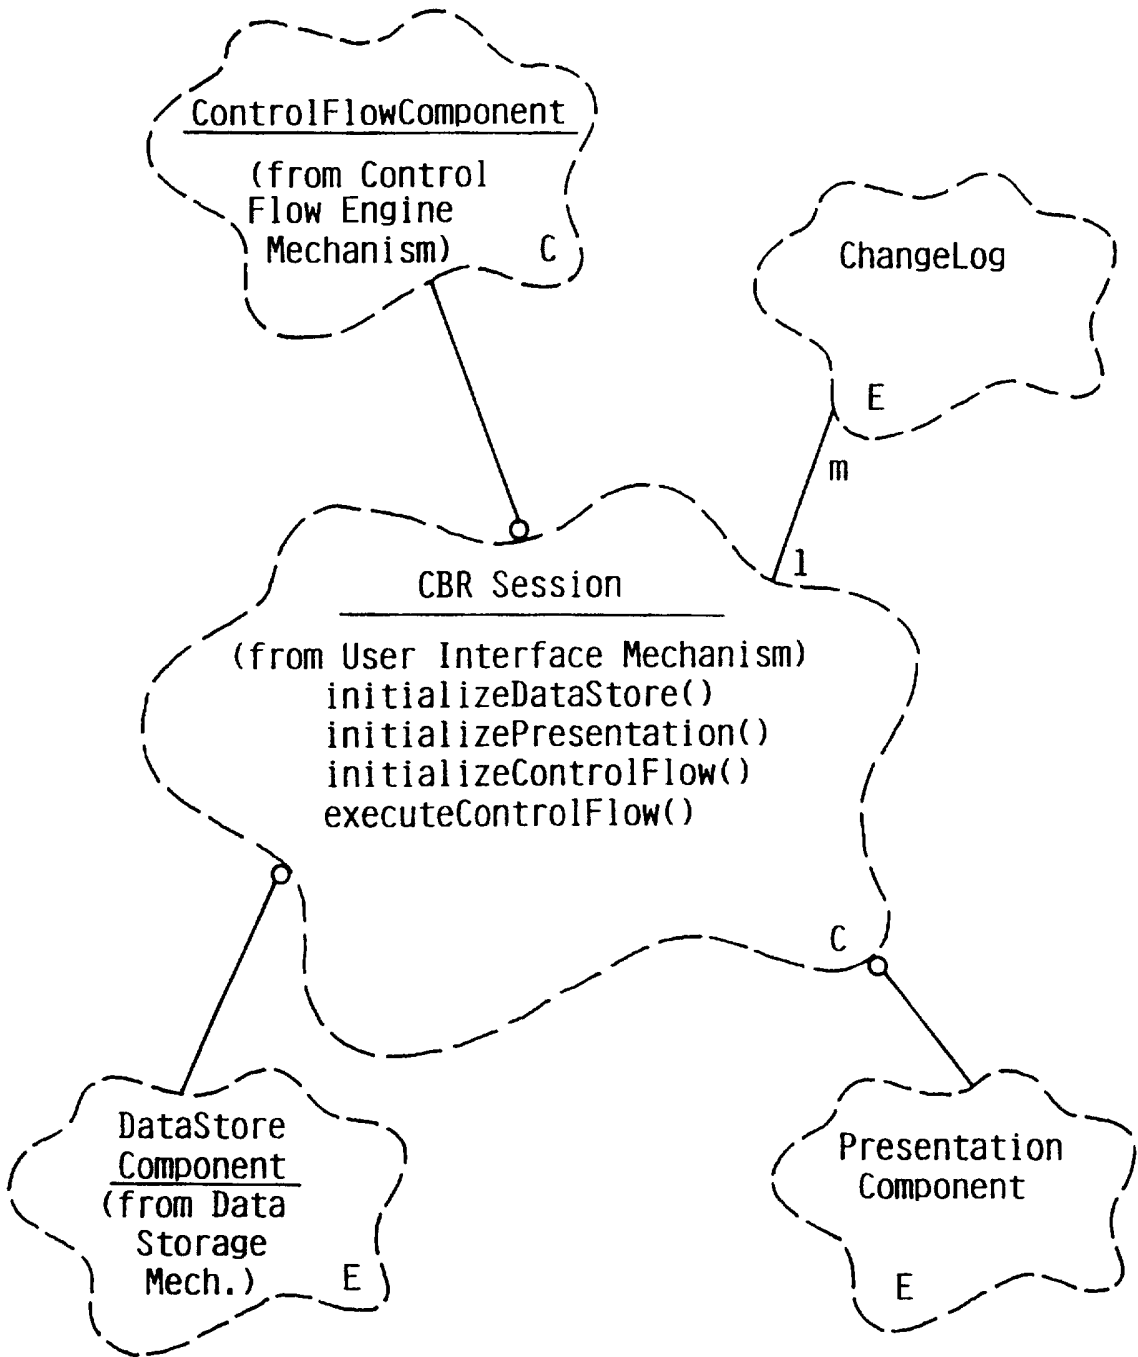 ControlFlowComponent
(from Control
Flow Engine
Mechanism)
C
ChangeLog
E
m
1
CBR Session
(from User Interface Mechanism)
initializeDataStore()
initializePresentation()
initializeControlFlow()
executeControlFlow()
C
DataStore
Component
(from Data
Storage
Mech.)
E
Presentation
Component
E